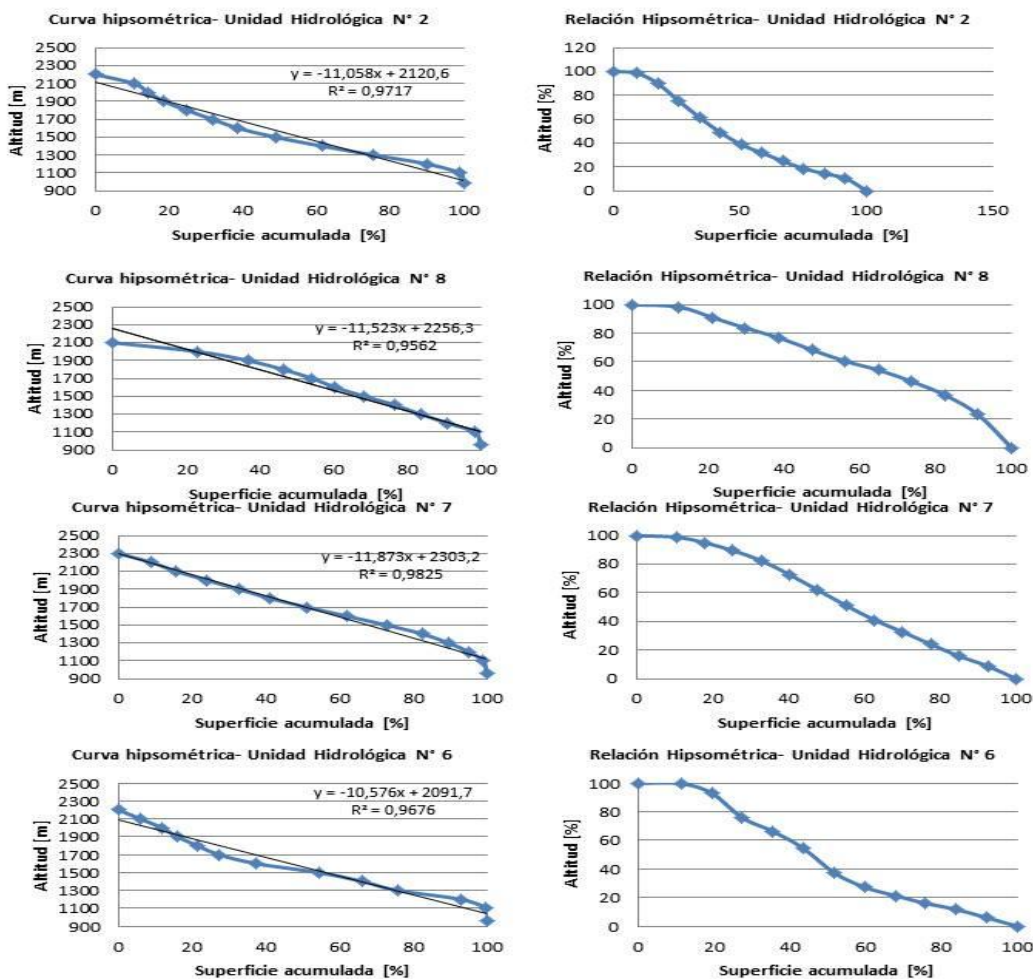 Curva hipsométrica- Unidad Hidrológica N° 2
Altitud [m]
2500
2300
2100
1900
1700
1500
1300
1100
900
y = -11,058x + 2120,6
R² = 0,9717
0 20 40 60 80 100
Superficie acumulada [%]
Relación Hipsométrica- Unidad Hidrológica N° 2
Altitud [%]
120
100
80
60
40
20
0
0 50 100 150
Superficie acumulada [%]
Curva hipsométrica- Unidad Hidrológica N° 8
Altitud [m]
2500
2300
2100
1900
1700
1500
1300
1100
900
y = -11,523x + 2256,3
R² = 0,9562
0 20 40 60 80 100
Superficie acumulada [%]
Relación Hipsométrica- Unidad Hidrológica N° 8
Altitud [%]
100
80
60
40
20
0
0 20 40 60 80 100
Superficie acumulada [%]
Curva hipsométrica- Unidad Hidrológica N° 7
Altitud [m]
2500
2300
2100
1900
1700
1500
1300
1100
900
y = -11,873x + 2303,2
R² = 0,9825
0 20 40 60 80 100
Superficie acumulada [%]
Relación Hipsométrica- Unidad Hidrológica N° 7
Altitud [%]
100
80
60
40
20
0
0 20 40 60 80 100
Superficie acumulada [%]
Curva hipsométrica- Unidad Hidrológica N° 6
Altitud [m]
2500
2300
2100
1900
1700
1500
1300
1100
900
y = -10,576x + 2091,7
R² = 0,9676
0 20 40 60 80 100
Superficie acumulada [%]
Relación Hipsométrica- Unidad Hidrológica N° 6
Altitud [%]
100
80
60
40
20
0
0 20 40 60 80 100
Superficie acumulada [%]